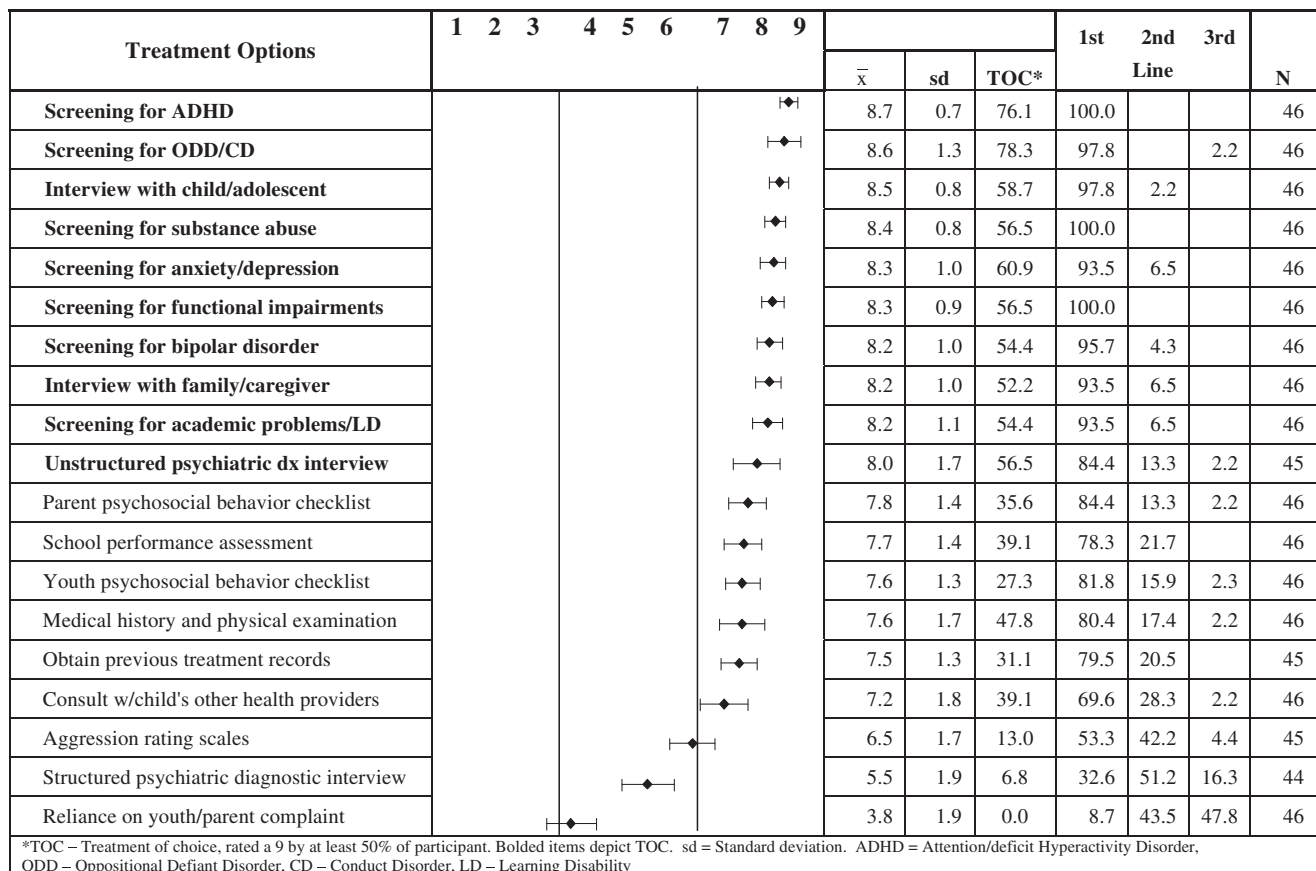 Treatment Options 1 2 3 4 5 6 7 8 9 1st 2nd 3rd
x̄ sd TOC* Line N
Screening for ADHD 8.7 0.7 76.1 100.0 46
Screening for ODD/CD 8.6 1.3 78.3 97.8 2.2 46
Interview with child/adolescent 8.5 0.8 58.7 97.8 2.2 46
Screening for substance abuse 8.4 0.8 56.5 100.0 46
Screening for anxiety/depression 8.3 1.0 60.9 93.5 6.5 46
Screening for functional impairments 8.3 0.9 56.5 100.0 46
Screening for bipolar disorder 8.2 1.0 54.4 95.7 4.3 46
Interview with family/caregiver 8.2 1.0 52.2 93.5 6.5 46
Screening for academic problems/LD 8.2 1.1 54.4 93.5 6.5 46
Unstructured psychiatric dx interview 8.0 1.7 56.5 84.4 13.3 2.2 45
Parent psychosocial behavior checklist 7.8 1.4 35.6 84.4 13.3 2.2 46
School performance assessment 7.7 1.4 39.1 78.3 21.7 46
Youth psychosocial behavior checklist 7.6 1.3 27.3 81.8 15.9 2.3 46
Medical history and physical examination 7.6 1.7 47.8 80.4 17.4 2.2 46
Obtain previous treatment records 7.5 1.3 31.1 79.5 20.5 45
Consult w/child's other health providers 7.2 1.8 39.1 69.6 28.3 2.2 46
Aggression rating scales 6.5 1.7 13.0 53.3 42.2 4.4 45
Structured psychiatric diagnostic interview 5.5 1.9 6.8 32.6 51.2 16.3 44
Reliance on youth/parent complaint 3.8 1.9 0.0 8.7 43.5 47.8 46
*TOC – Treatment of choice, rated a 9 by at least 50% of participant. Bolded items depict TOC. sd = Standard deviation. ADHD = Attention/deficit Hyperactivity Disorder,
ODD – Oppositional Defiant Disorder, CD – Conduct Disorder, LD – Learning Disability